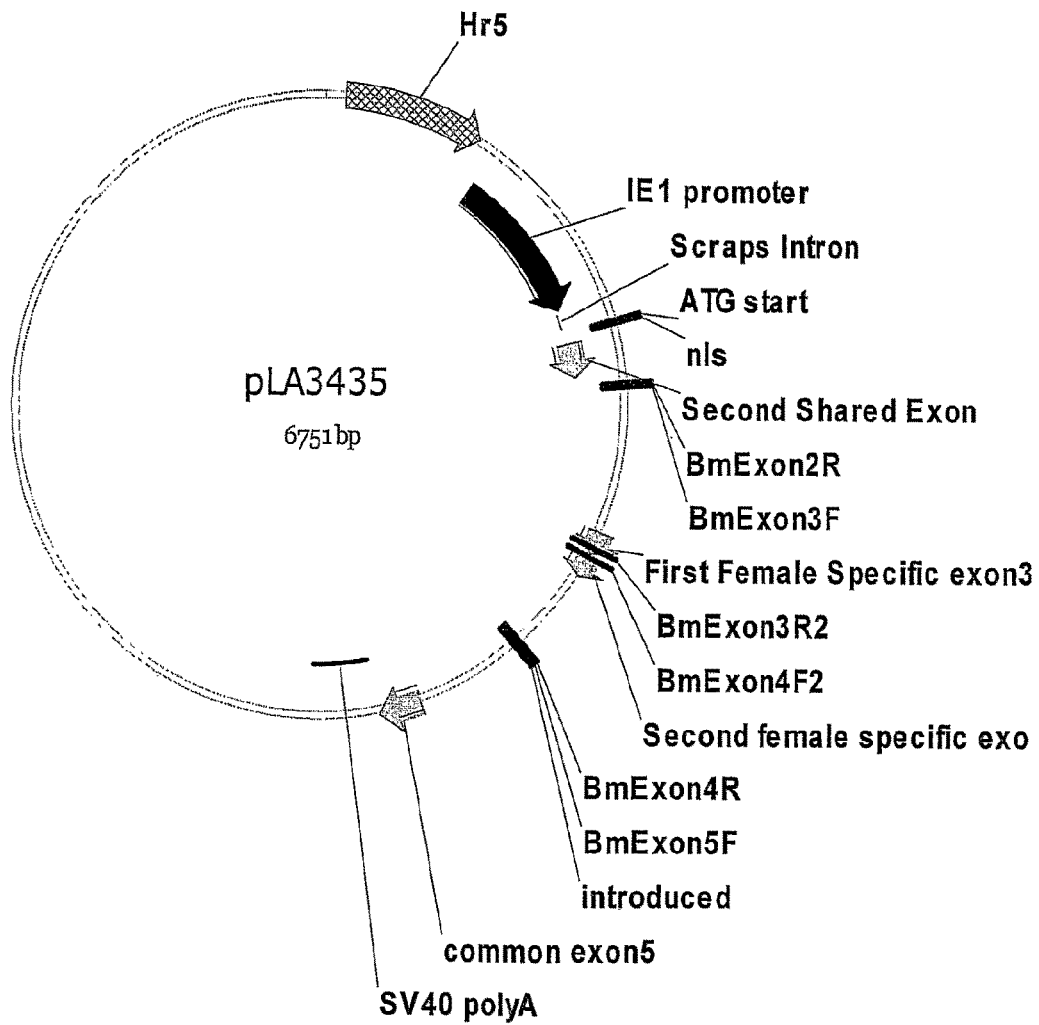 Hr5
IE1 promoter
Scraps Intron
ATG start
nls
pLA3435
6751bp
Second Shared Exon
BmExon2R
BmExon3F
First Female Specific exon3
BmExon3R2
BmExon4F2
Second female specific exo
BmExon4R
BmExon5F
introduced
common exon5
SV40 polyA